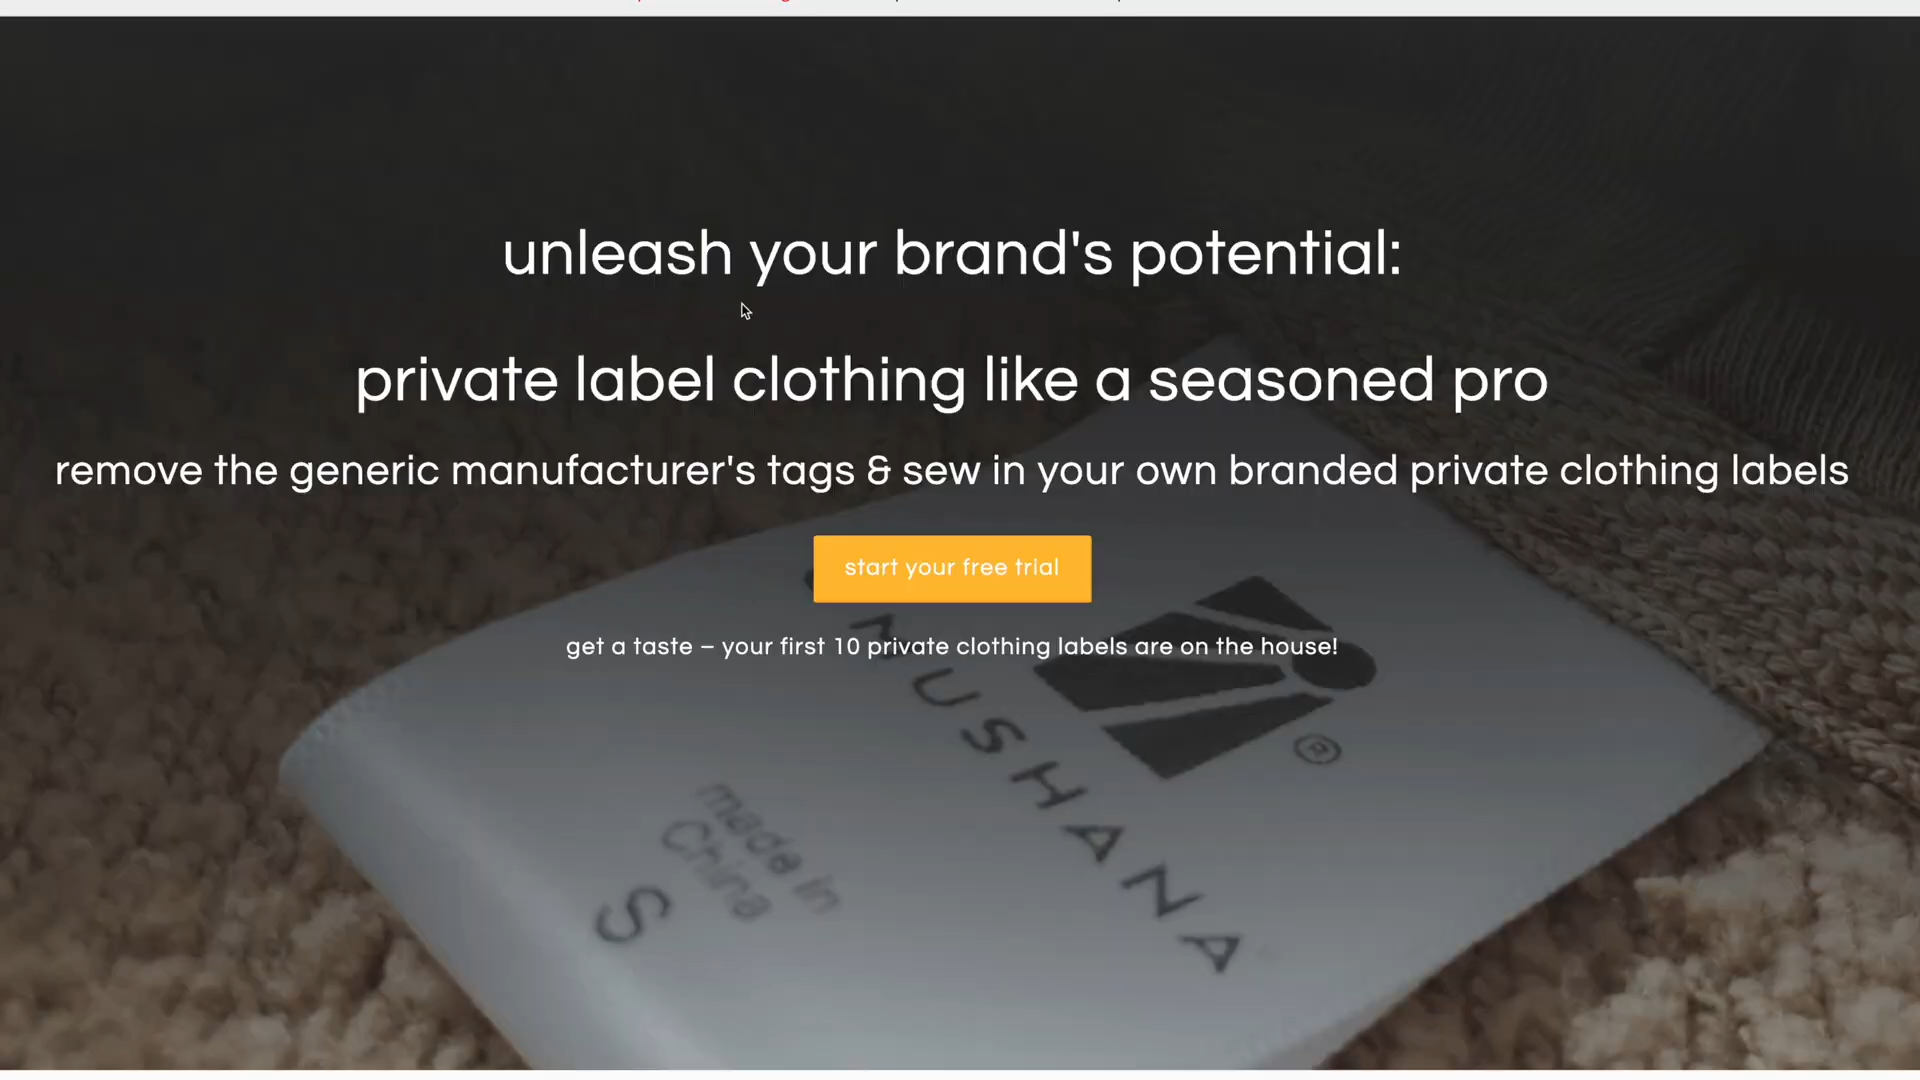 unleash your brand's potential:
private label clothing like a seasoned pro
remove the generic manufacturer's tags & sew in your own branded private clothing labels
start your free trial
get a taste – your first 10 private clothing labels are on the house!
MUSHANA
®
made in
China
S